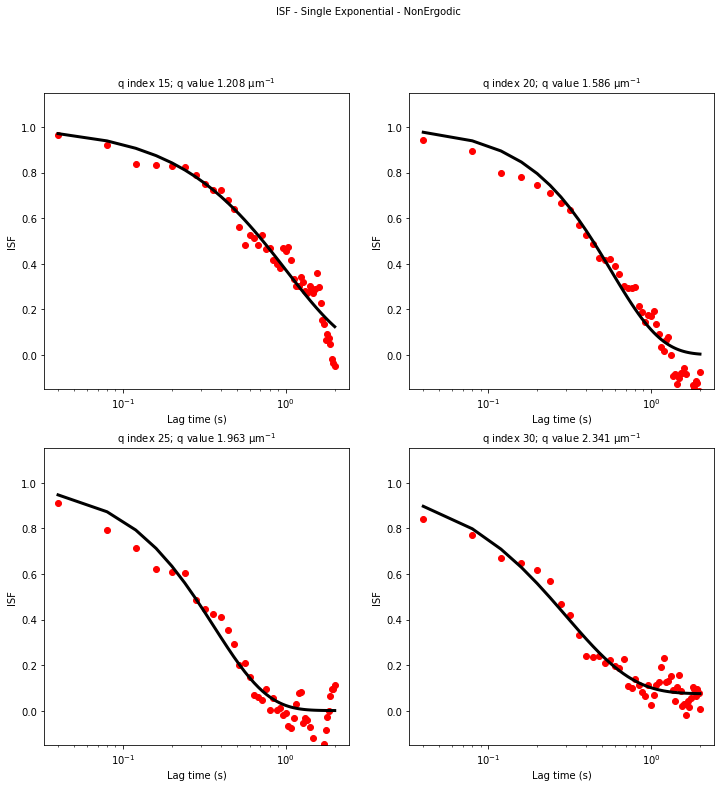 ISF - Single Exponential - NonErgodic
q index 15; q value 1.208 μm⁻¹
1.0
0.8
0.6
0.4
0.2
0.0
ISF
10⁻¹
10⁰
Lag time (s)
q index 20; q value 1.586 μm⁻¹
1.0
0.8
0.6
0.4
0.2
0.0
ISF
10⁻¹
10⁰
Lag time (s)
q index 25; q value 1.963 μm⁻¹
1.0
0.8
0.6
0.4
0.2
0.0
ISF
10⁻¹
10⁰
Lag time (s)
q index 30; q value 2.341 μm⁻¹
1.0
0.8
0.6
0.4
0.2
0.0
ISF
10⁻¹
10⁰
Lag time (s)